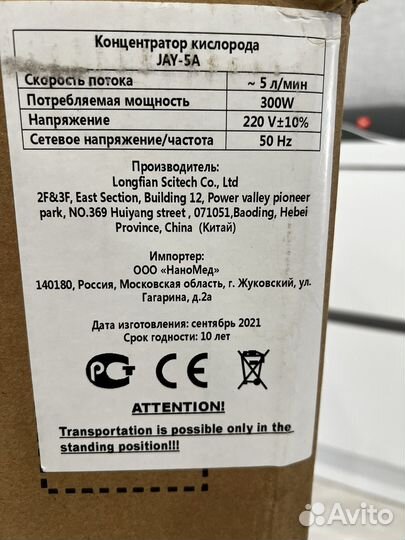 Концентратор кислорода
JAY-5A
Скорость потока ~ 5 л/мин
Потребляемая мощность 300W
Напряжение 220 V±10%
Сетевое напряжение/частота 50 Hz
Производитель:
Longfian Scitech Co., Ltd
2F&3F, East Section, Building 12, Power valley pioneer
park, NO.369 Huiyang street , 071051,Baoding, Hebei
Province, China (Китай)
Импортер:
ООО «НаноМед»
140180, Россия, Московская область, г. Жуковский, ул.
Гагарина, д.2а
Дата изготовления: сентябрь 2021
Срок годности: 10 лет
РСТ CE
ATTENTION!
Transportation is possible only in the
standing position!!!
Avito